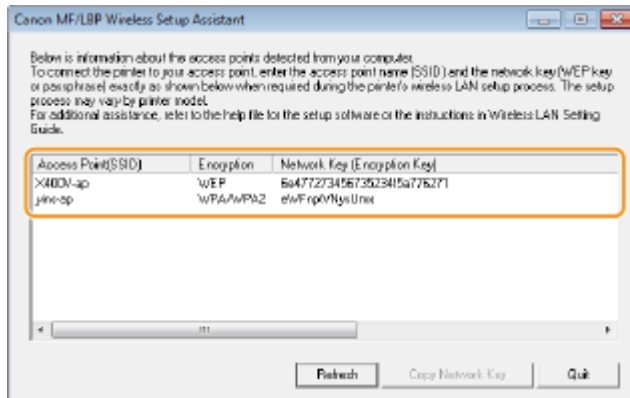 Canon MF/LBP Wireless Setup Assistant
Below is information about the access points detected from your computer.
To connect the printer to your access point, enter the access point name (SSID) and the network key (WEP key
or passphrase) exactly as shown below when required during the printer's wireless LAN setup process. The setup
process may vary by printer model.
For additional assistance, refer to the help file for the setup software or the instructions in Wireless LAN Setting
Guide.
Access Point(SSID) Encryption Network Key (Encryption Key)
X400V-ap WEP
WPA/WPA2
Refresh Copy Network Key Quit